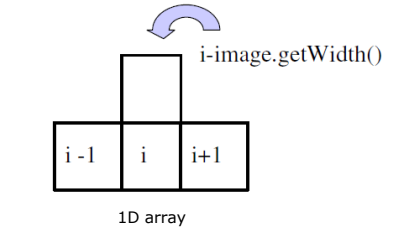 i-image.getWidth()
i -1 i i+1
1D array